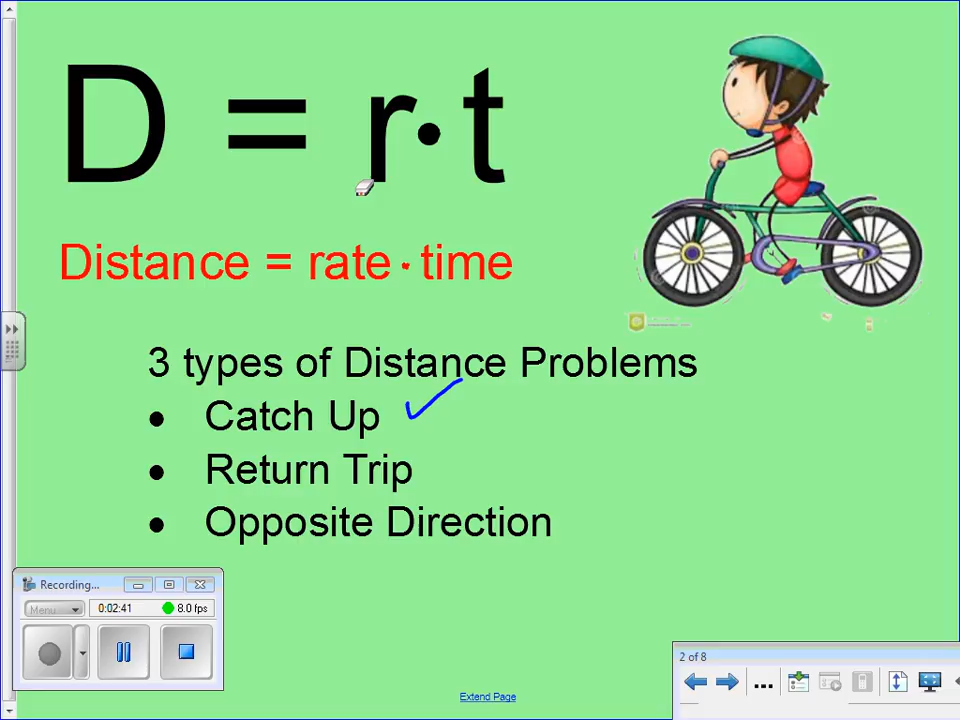 D = r·t
Distance = rate·time
3 types of Distance Problems
• Catch Up
• Return Trip
• Opposite Direction
Recording...
Menu
0:02:41
8.0 fps
2 of 8
...
Extend Page